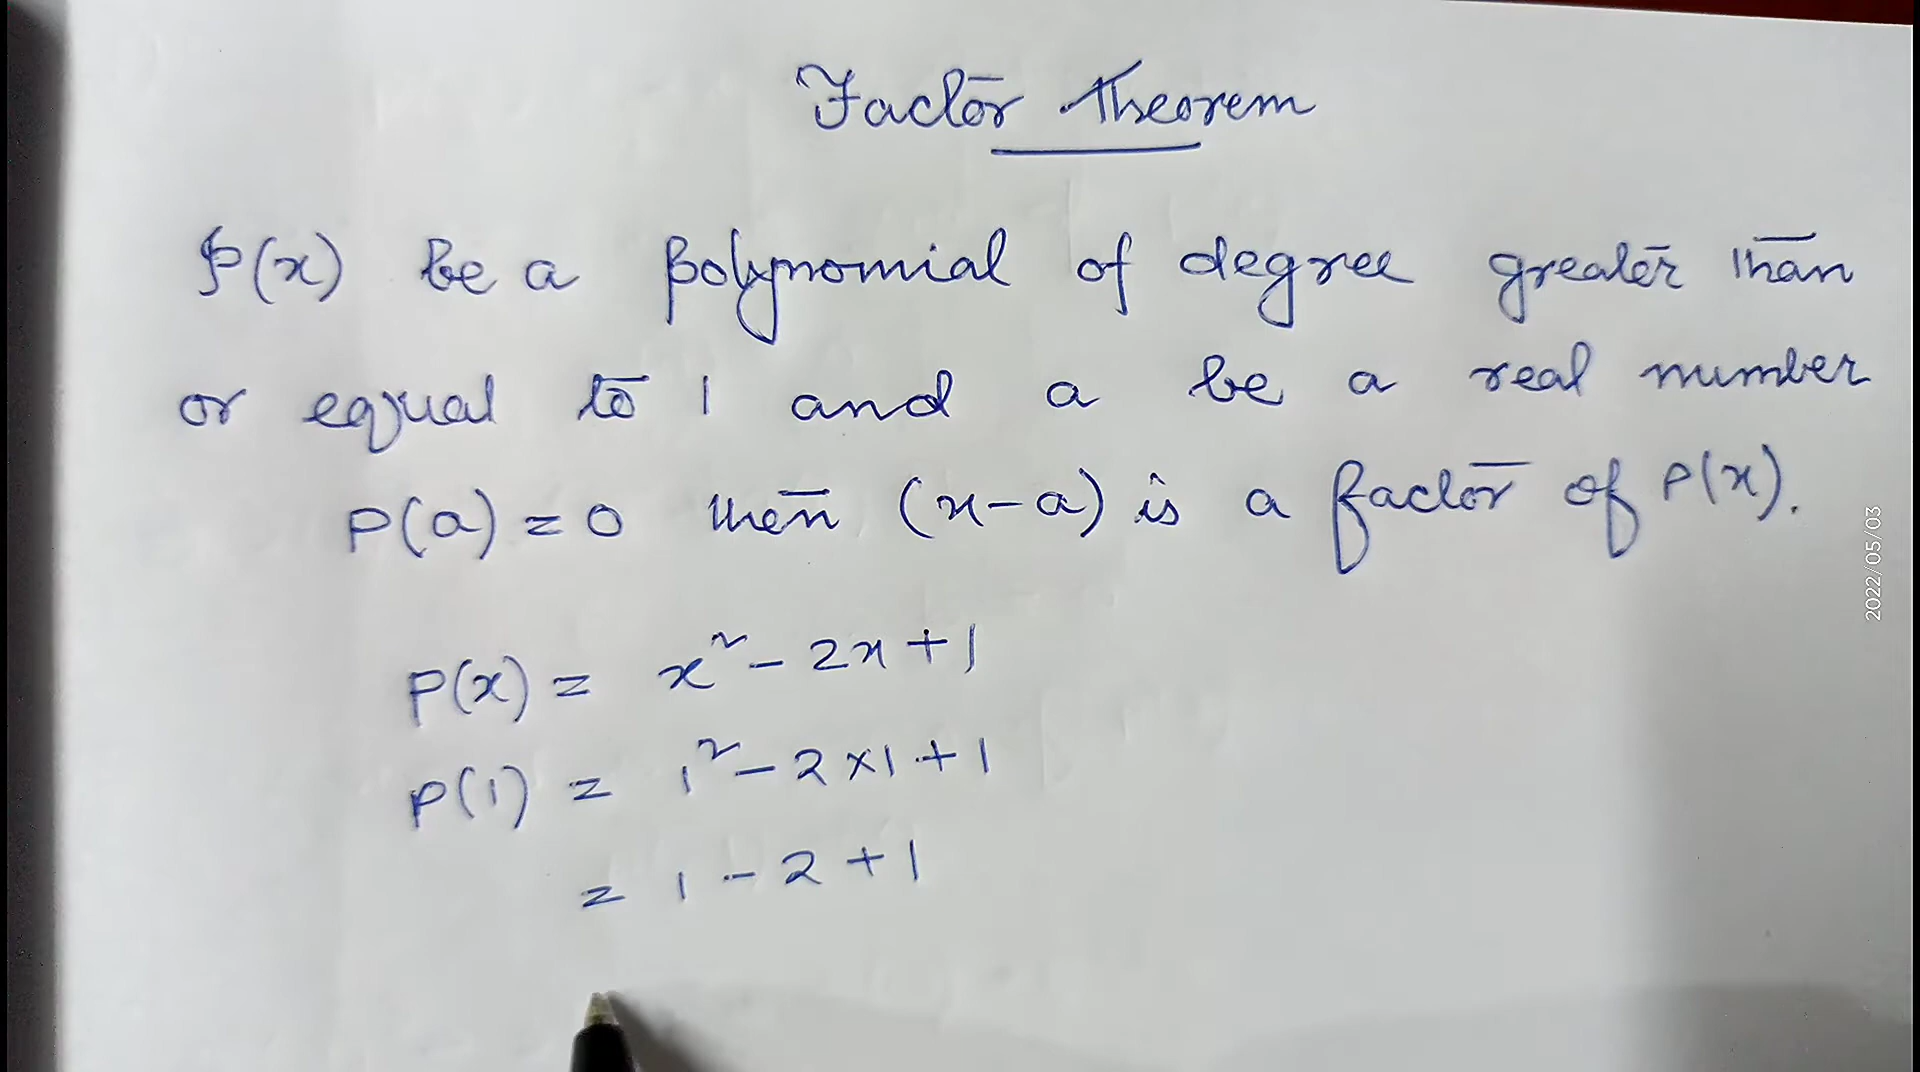 Factor theorem
P(x) be a polynomial of degree greater than
or equal to 1 and a be a real number
P(a) = 0 then (x-a) is a factor of P(x).
P(x) = x² - 2x + 1
P(1) = 1² - 2×1 + 1
= 1 - 2 + 1
2022/05/03